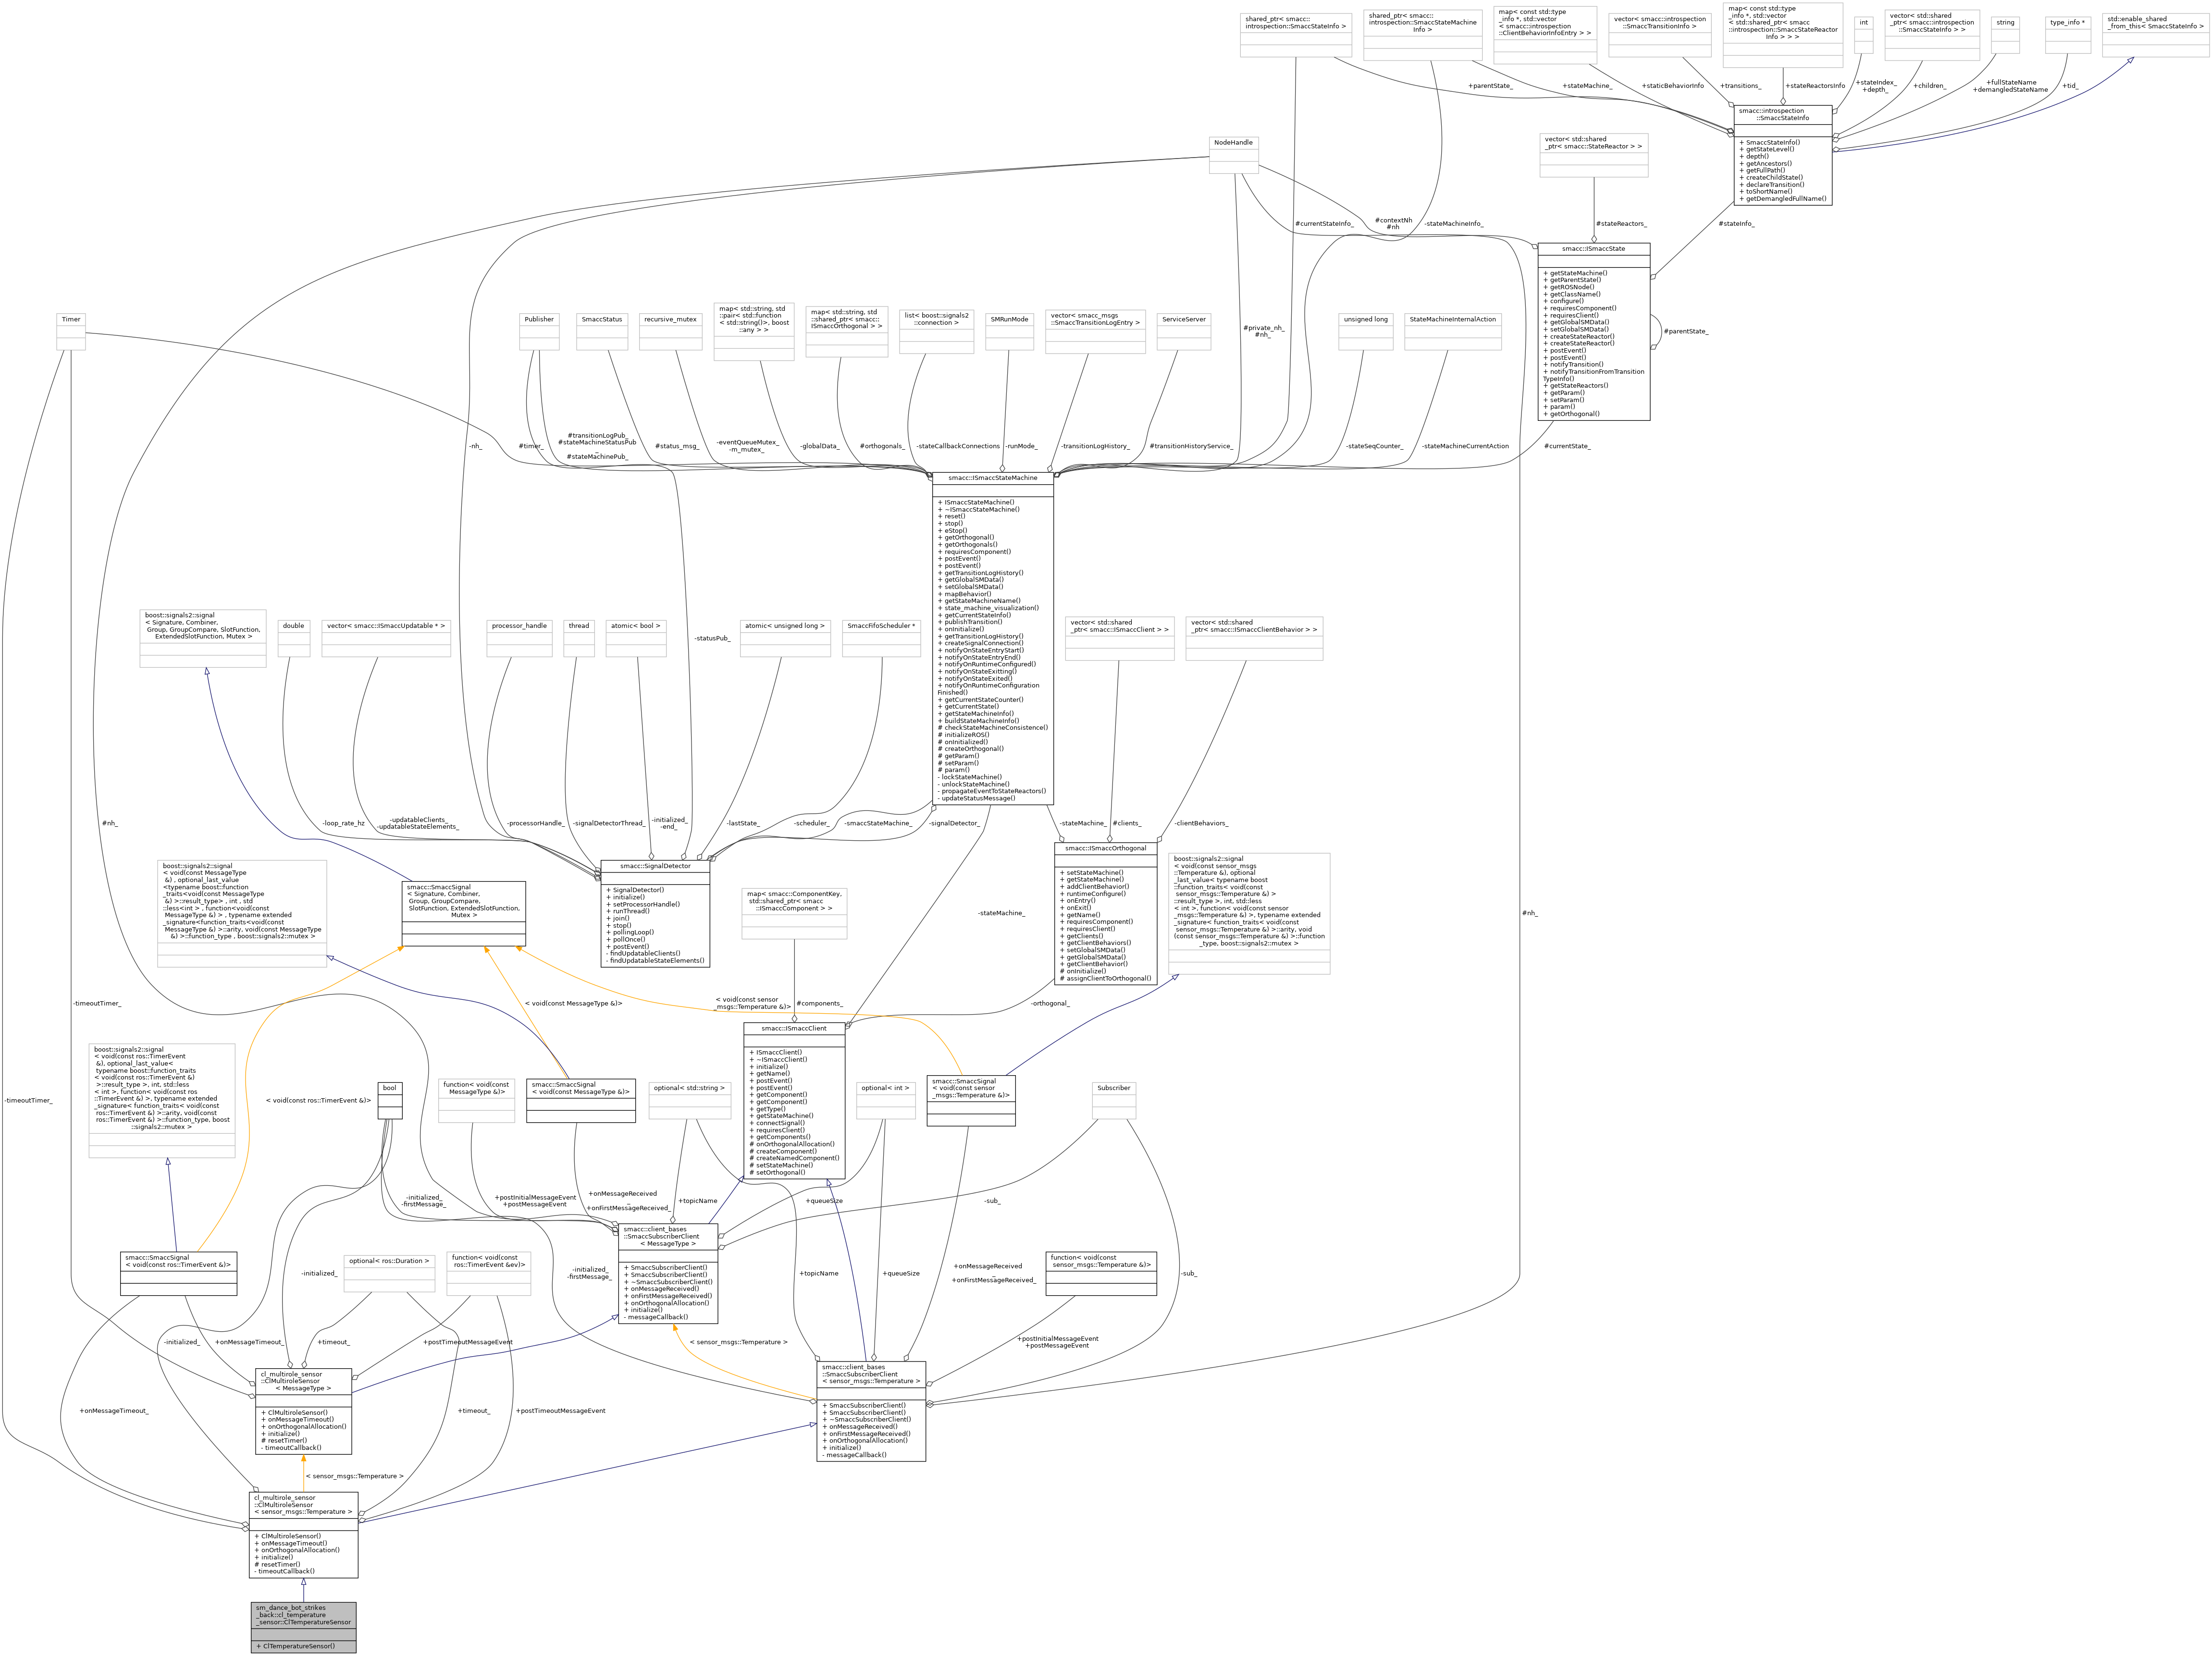 shared_ptr< smacc::
introspection::SmaccStateInfo >
shared_ptr< smacc::
introspection::SmaccStateMachine
Info >
map< const std::type
_info *, std::vector
< smacc::introspection
::ClientBehaviorInfoEntry > >
vector< smacc::introspection
::SmaccTransitionInfo >
map< const std::type
_info *, std::vector
< std::shared_ptr< smacc
::introspection::SmaccStateReactor
Info > > >
int
vector< std::shared
_ptr< smacc::introspection
::SmaccStateInfo > >
string
type_info *
std::enable_shared
_from_this< SmaccStateInfo >
+parentState_
+stateMachine_
+staticBehaviorInfo
+transitions_
+stateReactorsInfo
+stateIndex_
+depth_
+children_
+fullStateName
+demangledStateName
+tid_
smacc::introspection
::SmaccStateInfo
+ SmaccStateInfo()
+ getStateLevel()
+ depth()
+ getAncestors()
+ getFullPath()
+ createChildState()
+ declareTransition()
+ toShortName()
+ getDemangledFullName()
NodeHandle
vector< std::shared
_ptr< smacc::StateReactor > >
#currentStateInfo_
#contextNh
#nh
-stateMachineInfo_
#stateReactors_
#stateInfo_
smacc::ISmaccState
+ getStateMachine()
+ getParentState()
+ getROSNode()
+ getClassName()
+ configure()
+ requiresComponent()
+ requiresClient()
+ getGlobalSMData()
+ setGlobalSMData()
+ createStateReactor()
+ createStateReactor()
+ postEvent()
+ postEvent()
+ notifyTransition()
+ notifyTransitionFromTransition
TypeInfo()
+ getStateReactors()
+ getParam()
+ setParam()
+ param()
+ getOrthogonal()
#parentState_
Timer
Publisher
SmaccStatus
recursive_mutex
map< std::string, std
::pair< std::function
< std::string()>, boost
::any > >
map< std::string, std
::shared_ptr< smacc::
ISmaccOrthogonal > >
list< boost::signals2
::connection >
SMRunMode
vector< smacc_msgs
::SmaccTransitionLogEntry >
ServiceServer
#private_nh_
#nh_
unsigned long
StateMachineInternalAction
-nh_
#timer_
#transitionLogPub_
#stateMachineStatusPub
_
#stateMachinePub_
#status_msg_
-eventQueueMutex_
-m_mutex_
-globalData_
#orthogonals_
-stateCallbackConnections
-runMode_
-transitionLogHistory_
#transitionHistoryService_
-stateSeqCounter_
-stateMachineCurrentAction
#currentState_
smacc::ISmaccStateMachine
+ ISmaccStateMachine()
+ ~ISmaccStateMachine()
+ reset()
+ stop()
+ eStop()
+ getOrthogonal()
+ getOrthogonals()
+ requiresComponent()
+ postEvent()
+ postEvent()
+ getTransitionLogHistory()
+ getGlobalSMData()
+ setGlobalSMData()
+ mapBehavior()
+ getStateMachineName()
+ state_machine_visualization()
+ getCurrentStateInfo()
+ publishTransition()
+ onInitialize()
+ getTransitionLogHistory()
+ createSignalConnection()
+ notifyOnStateEntryStart()
+ notifyOnStateEntryEnd()
+ notifyOnRuntimeConfigured()
+ notifyOnStateExitting()
+ notifyOnStateExited()
+ notifyOnRuntimeConfiguration
Finished()
+ getCurrentStateCounter()
+ getCurrentState()
+ getStateMachineInfo()
+ buildStateMachineInfo()
# checkStateMachineConsistence()
# initializeROS()
# onInitialized()
# createOrthogonal()
# getParam()
# setParam()
# param()
- lockStateMachine()
- unlockStateMachine()
- propagateEventToStateReactors()
- updateStatusMessage()
boost::signals2::signal
< Signature, Combiner,
Group, GroupCompare, SlotFunction,
ExtendedSlotFunction, Mutex >
double
vector< smacc::ISmaccUpdatable * >
processor_handle
thread
atomic< bool >
-statusPub_
atomic< unsigned long >
SmaccFifoScheduler *
vector< std::shared
_ptr< smacc::ISmaccClient > >
vector< std::shared
_ptr< smacc::ISmaccClientBehavior > >
#nh_
-loop_rate_hz
-updatableClients_
-updatableStateElements_
-processorHandle_
-signalDetectorThread_
-initialized_
-end_
-lastState_
-scheduler_
-smaccStateMachine_
-signalDetector_
-stateMachine_
#clients_
-clientBehaviors_
boost::signals2::signal
< void(const MessageType
&) , optional_last_value
<typename boost::function
_traits<void(const MessageType
&) >::result_type> , int , std
::less<int > , function<void(const
MessageType &) > , typename extended
_signature<function_traits<void(const
MessageType &) >::arity, void(const MessageType
&) >::function_type , boost::signals2::mutex >
smacc::SmaccSignal
< Signature, Combiner,
Group, GroupCompare,
SlotFunction, ExtendedSlotFunction,
Mutex >
smacc::SignalDetector
+ SignalDetector()
+ initialize()
+ setProcessorHandle()
+ runThread()
+ join()
+ stop()
+ pollingLoop()
+ pollOnce()
+ postEvent()
- findUpdatableClients()
- findUpdatableStateElements()
map< smacc::ComponentKey,
std::shared_ptr< smacc
::ISmaccComponent > >
-stateMachine_
smacc::ISmaccOrthogonal
+ setStateMachine()
+ getStateMachine()
+ addClientBehavior()
+ runtimeConfigure()
+ onEntry()
+ onExit()
+ getName()
+ requiresComponent()
+ requiresClient()
+ getClients()
+ getClientBehaviors()
+ setGlobalSMData()
+ getGlobalSMData()
+ getClientBehavior()
# onInitialize()
# assignClientToOrthogonal()
boost::signals2::signal
< void(const sensor_msgs
::Temperature &), optional
_last_value< typename boost
::function_traits< void(const
sensor_msgs::Temperature &) >
::result_type >, int, std::less
< int >, function< void(const sensor
_msgs::Temperature &) >, typename extended
_signature< function_traits< void(const
sensor_msgs::Temperature &) >::arity, void
(const sensor_msgs::Temperature &) >::function
_type, boost::signals2::mutex >
#nh_
-timeoutTimer_
< void(const MessageType &)>
< void(const sensor
_msgs::Temperature &)>
#components_
-orthogonal_
boost::signals2::signal
< void(const ros::TimerEvent
&), optional_last_value<
typename boost::function_traits
< void(const ros::TimerEvent &)
>::result_type >, int, std::less
< int >, function< void(const ros
::TimerEvent &) >, typename extended
_signature< function_traits< void(const
ros::TimerEvent &) >::arity, void(const
ros::TimerEvent &) >::function_type, boost
::signals2::mutex >
-timeoutTimer_
< void(const ros::TimerEvent &)>
bool
function< void(const
MessageType &)>
smacc::SmaccSignal
< void(const MessageType &)>
optional< std::string >
smacc::ISmaccClient
+ ISmaccClient()
+ ~ISmaccClient()
+ initialize()
+ getName()
+ postEvent()
+ postEvent()
+ getComponent()
+ getComponent()
+ getType()
+ getStateMachine()
+ connectSignal()
+ requiresClient()
+ getComponents()
# onOrthogonalAllocation()
# createComponent()
# createNamedComponent()
# setStateMachine()
# setOrthogonal()
optional< int >
smacc::SmaccSignal
< void(const sensor
_msgs::Temperature &)>
Subscriber
-initialized_
-firstMessage_
+postInitialMessageEvent
+postMessageEvent
+onMessageReceived
_
+onFirstMessageReceived_
+topicName
+queueSize
-sub_
smacc::client_bases
::SmaccSubscriberClient
< MessageType >
+ SmaccSubscriberClient()
+ SmaccSubscriberClient()
+ ~SmaccSubscriberClient()
+ onMessageReceived()
+ onFirstMessageReceived()
+ onOrthogonalAllocation()
+ initialize()
- messageCallback()
smacc::SmaccSignal
< void(const ros::TimerEvent &)>
-initialized_
optional< ros::Duration >
function< void(const
ros::TimerEvent &ev)>
-initialized_
-firstMessage_
+topicName
+queueSize
+onMessageReceived
_
+onFirstMessageReceived_
function< void(const
sensor_msgs::Temperature &)>
-sub_
-initialized_
+onMessageTimeout_
+timeout_
+postTimeoutMessageEvent
< sensor_msgs::Temperature >
+postInitialMessageEvent
+postMessageEvent
cl_multirole_sensor
::ClMultiroleSensor
< MessageType >
+ ClMultiroleSensor()
+ onMessageTimeout()
+ onOrthogonalAllocation()
+ initialize()
# resetTimer()
- timeoutCallback()
smacc::client_bases
::SmaccSubscriberClient
< sensor_msgs::Temperature >
+ SmaccSubscriberClient()
+ SmaccSubscriberClient()
+ ~SmaccSubscriberClient()
+ onMessageReceived()
+ onFirstMessageReceived()
+ onOrthogonalAllocation()
+ initialize()
- messageCallback()
+onMessageTimeout_
+timeout_
+postTimeoutMessageEvent
< sensor_msgs::Temperature >
cl_multirole_sensor
::ClMultiroleSensor
< sensor_msgs::Temperature >
+ ClMultiroleSensor()
+ onMessageTimeout()
+ onOrthogonalAllocation()
+ initialize()
# resetTimer()
- timeoutCallback()
sm_dance_bot_strikes
_back::cl_temperature
_sensor::ClTemperatureSensor
+ ClTemperatureSensor()